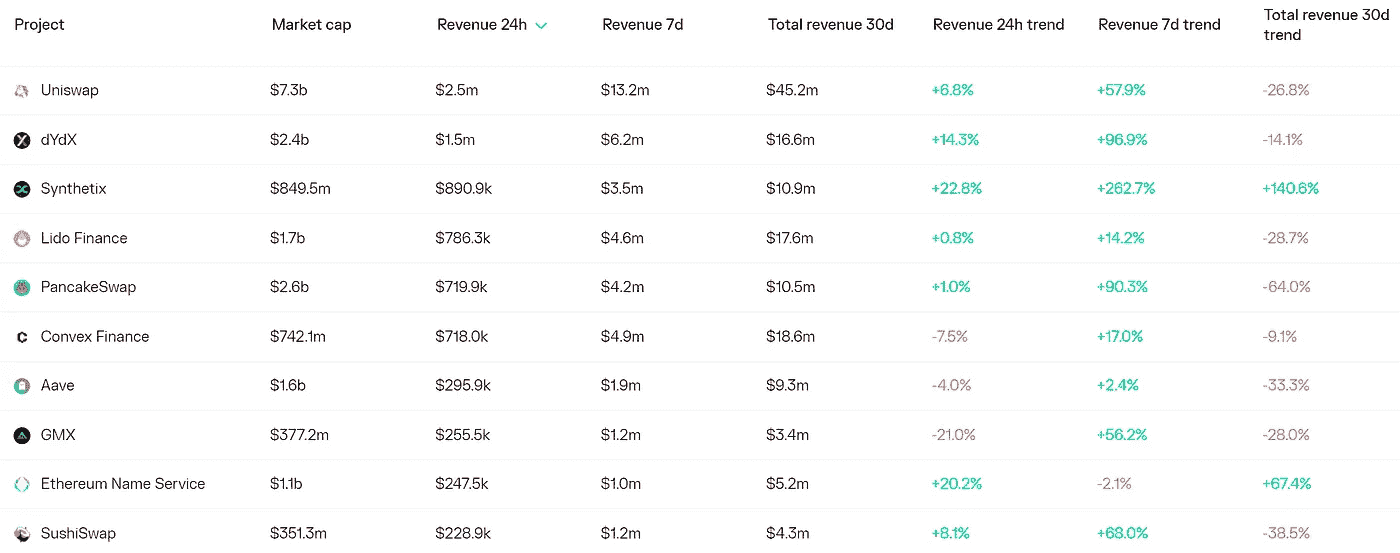 Project Market cap Revenue 24h Revenue 7d Total revenue 30d Revenue 24h trend Revenue 7d trend Total revenue 30d trend
Uniswap $7.3b $2.5m $13.2m $45.2m +6.8% +57.9% -26.8%
dYdX $2.4b $1.5m $6.2m $16.6m +14.3% +96.9% -14.1%
Synthetix $849.5m $890.9k $3.5m $10.9m +22.8% +262.7% +140.6%
Lido Finance $1.7b $786.3k $4.6m $17.6m +0.8% +14.2% -28.7%
PancakeSwap $2.6b $719.9k $4.2m $10.5m +1.0% +90.3% -64.0%
Convex Finance $742.1m $718.0k $4.9m $18.6m -7.5% +17.0% -9.1%
Aave $1.6b $295.9k $1.9m $9.3m -4.0% +2.4% -33.3%
GMX $377.2m $255.5k $1.2m $3.4m -21.0% +56.2% -28.0%
Ethereum Name Service $1.1b $247.5k $1.0m $5.2m +20.2% -2.1% +67.4%
SushiSwap $351.3m $228.9k $1.2m $4.3m +8.1% +68.0% -38.5%